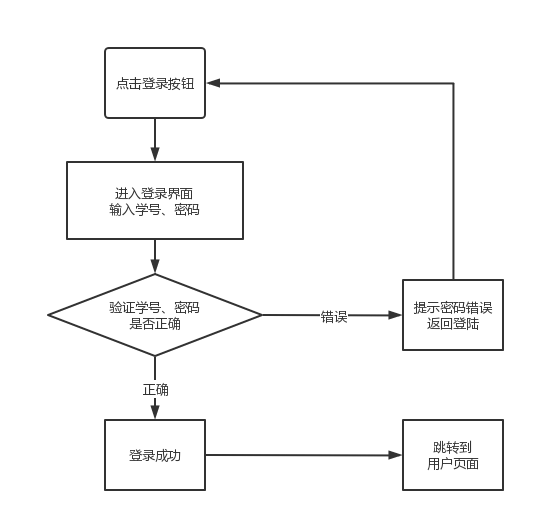 点击登录按钮
进入登录界面
输入学号、密码
验证学号、密码
是否正确
错误
提示密码错误
返回登陆
正确
登录成功
跳转到
用户页面